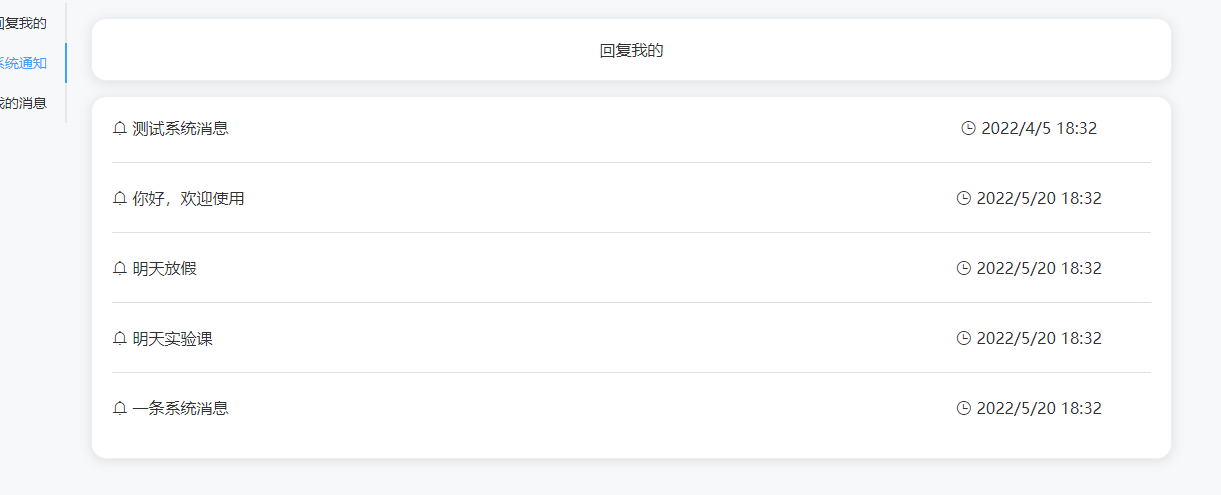 回复我的
系统通知
我的消息
回复我的
测试系统消息 2022/4/5 18:32
你好，欢迎使用 2022/5/20 18:32
明天放假 2022/5/20 18:32
明天实验课 2022/5/20 18:32
一条系统消息 2022/5/20 18:32